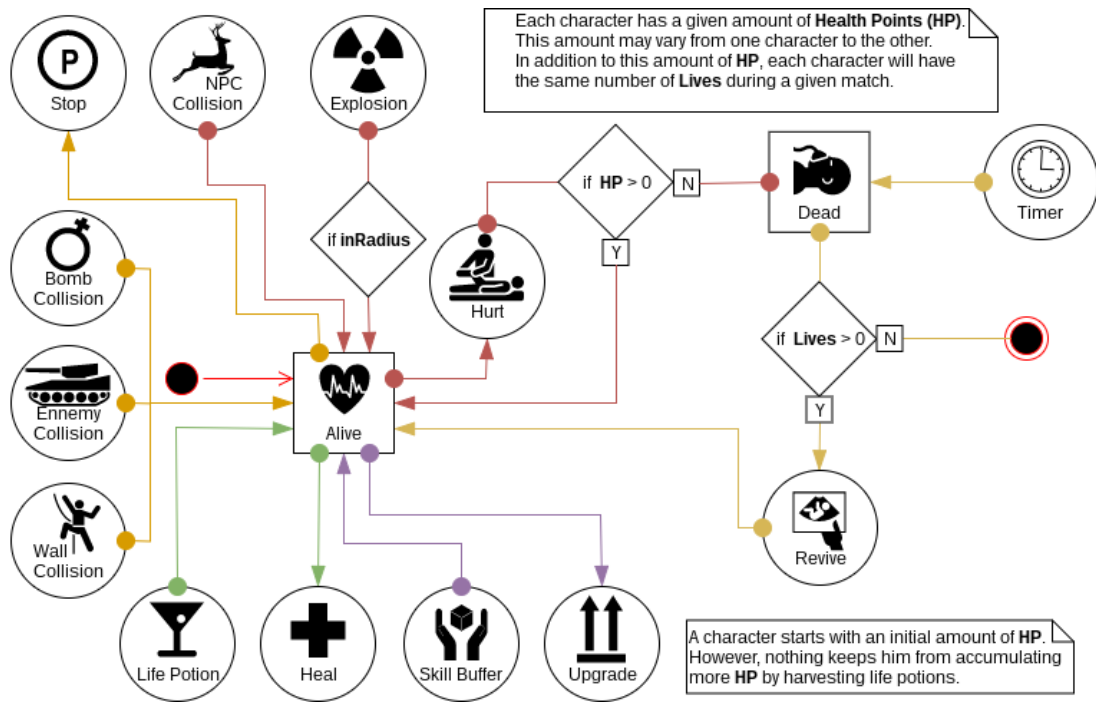 Each character has a given amount of Health Points (HP).
This amount may vary from one character to the other.
In addition to this amount of HP, each character will have
the same number of Lives during a given match.
P
Stop
NPC
Collision
Explosion
if HP > 0
N
Y
Dead
Timer
Bomb
Collision
if inRadius
Hurt
if Lives > 0
N
Y
Ennemy
Collision
Alive
Wall
Collision
Revive
Life Potion
Heal
Skill Buffer
Upgrade
A character starts with an initial amount of HP.
However, nothing keeps him from accumulating
more HP by harvesting life potions.